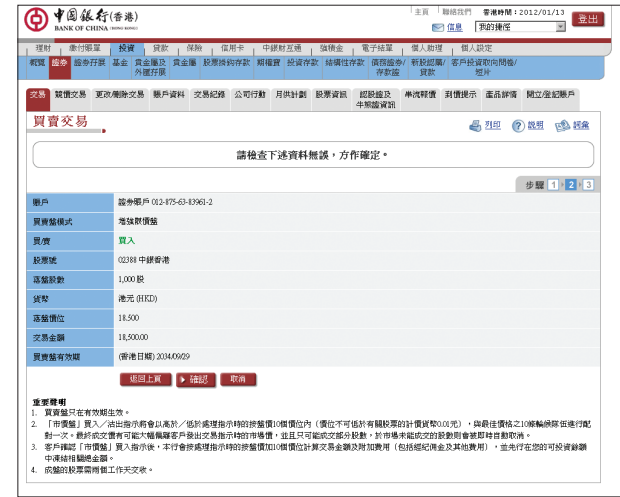 中國銀行(香港)
BANK OF CHINA (HONG KONG)
主頁 聯絡我們 香港時間：2012/01/13
信息 我的捷徑 登出
理財 繳付賬單 投資 貸款 保險 信用卡 中銀財互通 強積金 電子結單 個人助理 個人設定
概覽 證券 證券孖展 基金 貴金屬及外匯孖展 貴金屬 股票掛鈎存款 期權寶 投資存款 結構性存款 債務證券/存款證 新股認購/貸款 客戶投資取向問卷/短片
交易 競價交易 更改/刪除交易 賬戶資料 交易紀錄 公司行動 月供計劃 股票資訊 認股證及牛熊證資訊 串流報價 到價提示 產品詳情 開立/登記賬戶
買賣交易 列印 說明 詞彙
請檢查下述資料無誤，方作確定。
步驟 1 2 3
賬戶 證券賬戶 012-875-63-83961-2
買賣盤模式 增強限價盤
買/賣 買入
股票號 02388 中銀香港
落盤股數 1,000 股
貨幣 港元 (HKD)
落盤價位 18.500
交易金額 18,500.00
買賣盤有效期 (香港日期) 2034/09/29
返回上頁 確認 取消
重要聲明
1. 買賣盤只在有效期生效。
2. 「市價盤」買入／沽出指示將會以高於／低於處理指示時的按盤價10個價位內（價位不可低於有關股票的計價貨幣0.01元），與最佳價格之10條輪候隊伍進行配
對一次。最終成交價有可能大幅偏離客戶發出交易指示時的市場價，並且只可能成交部分股數，於市場未能成交的股數則會被即時自動取消。
3. 客戶確認「市價盤」買入指示後，本行會按處理指示時的按盤價加10個價位計算交易金額及附加費用（包括經紀佣金及其他費用），並先行在您的可投資餘額
中凍結相關總金額。
4. 成盤的股票需兩個工作天交收。